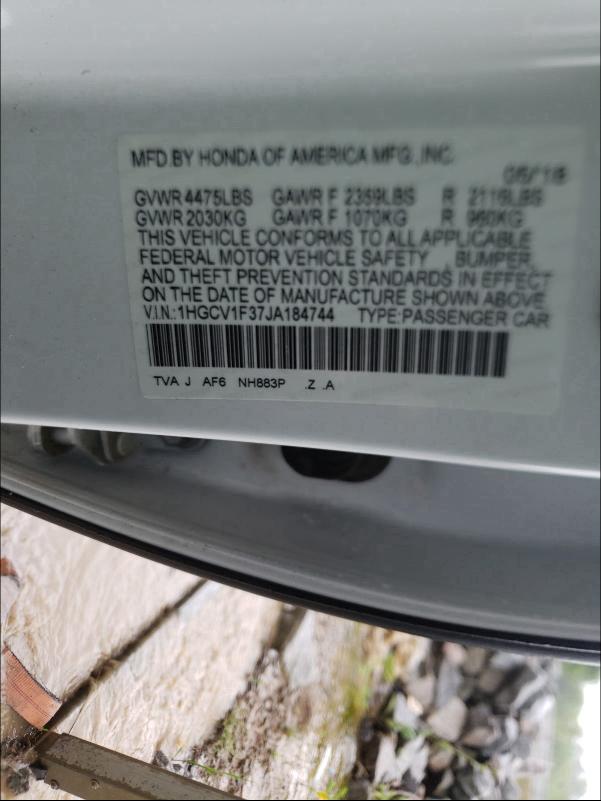 MFD.BY HONDA OF AMERICA MFG.,INC.
05/18
GVWR 4475LBS GAWR F 2359LBS R 2116LBS
GVWR 2030KG GAWR F 1070KG R 960KG
THIS VEHICLE CONFORMS TO ALL APPLICABLE
FEDERAL MOTOR VEHICLE SAFETY , BUMPER,
AND THEFT PREVENTION STANDARDS IN EFFECT
ON THE DATE OF MANUFACTURE SHOWN ABOVE.
V.I.N.:1HGCV1F37JA184744 TYPE:PASSENGER CAR
TVA J AF6 NH883P .Z .A